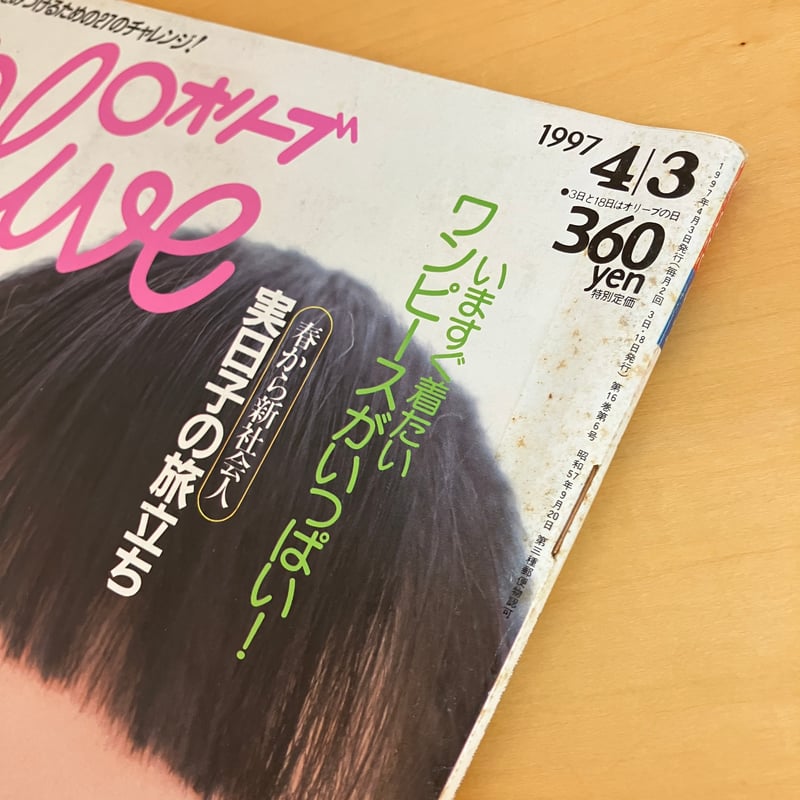 つけるための27のチャレンジ!
オリーブ
1997 4/3
●3日と18日はオリーブの日
360
yen
特別定価
1997年4月3日発行(毎月2回 3日・18日発行) 第16巻第6号 昭和57年9月20日 第三種郵便物認可
いますぐ着たい
ワンピースがいっぱい!
春から新社会人
実日子の旅立ち